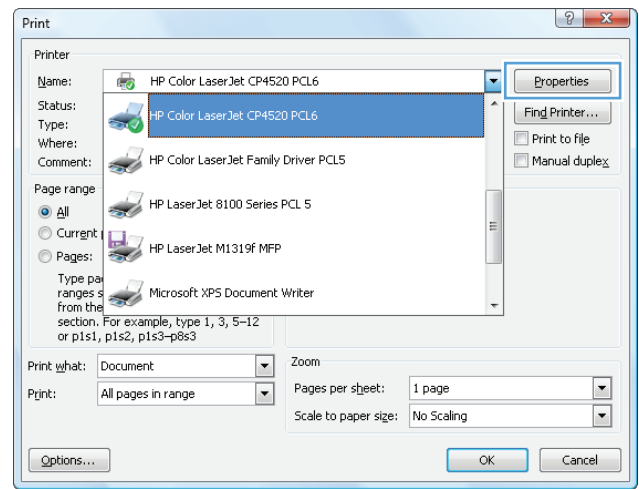 Print
Printer
Name: HP Color LaserJet CP4520 PCL6 Properties
Status: HP Color LaserJet CP4520 PCL6 Find Printer...
Type:
Where: HP Color LaserJet Family Driver PCL5 Print to file
Comment: Manual duplex
Page range HP LaserJet 8100 Series PCL 5
All
Current HP LaserJet M1319f MFP
Pages:
Type Microsoft XPS Document Writer
ranges
from the
section. For example, type 1, 3, 5–12
or p1s1, p1s2, p1s3–p8s3
Print what: Document Zoom
Print: All pages in range Pages per sheet: 1 page
Scale to paper size: No Scaling
Options... OK Cancel